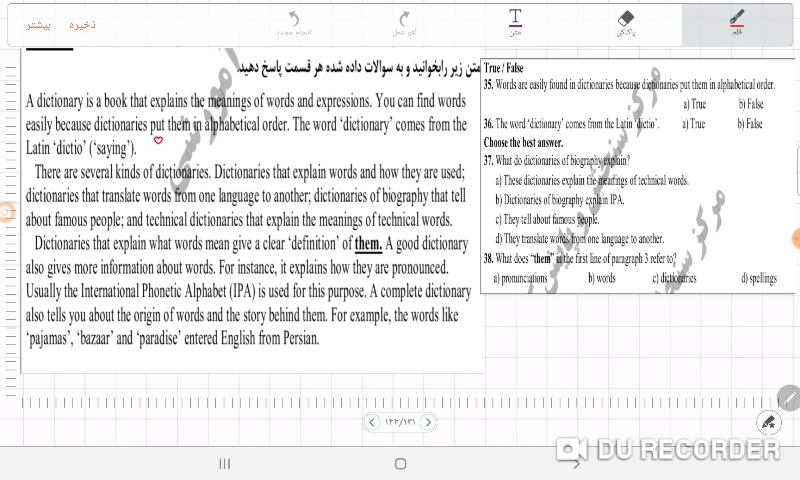 ذخیره
بیشتر
انجام مجدد
لغو عمل
T
متن
پاک‌کن
قلم
متن زیر رابخوانید و به سوالات داده شده هر قسمت پاسخ دهید.
A dictionary is a book that explains the meanings of words and expressions. You can find words
easily because dictionaries put them in alphabetical order. The word ‘dictionary’ comes from the
Latin ‘dictio’ (‘saying’).
There are several kinds of dictionaries. Dictionaries that explain words and how they are used;
dictionaries that translate words from one language to another; dictionaries of biography that tell
about famous people; and technical dictionaries that explain the meanings of technical words.
Dictionaries that explain what words mean give a clear ‘definition’ of them. A good dictionary
also gives more information about words. For instance, it explains how they are pronounced.
Usually the International Phonetic Alphabet (IPA) is used for this purpose. A complete dictionary
also tells you about the origin of words and the story behind them. For example, the words like
‘pajamas’, ‘bazaar’ and ‘paradise’ entered English from Persian.
True / False
35. Words are easily found in dictionaries because dictionaries put them in alphabetical order.
a) True b) False
36. The word ‘dictionary’ comes from the Latin ‘dictio’. a) True b) False
Choose the best answer.
37. What do dictionaries of biography explain?
a) These dictionaries explain the meanings of technical words.
b) Dictionaries of biography explain IPA.
c) They tell about famous people.
d) They translate words from one language to another.
38. What does “them” in the first line of paragraph 3 refer to?
a) pronunciations b) words c) dictionaries d) spellings
۱۲۲/۱۲۱
DU RECORDER